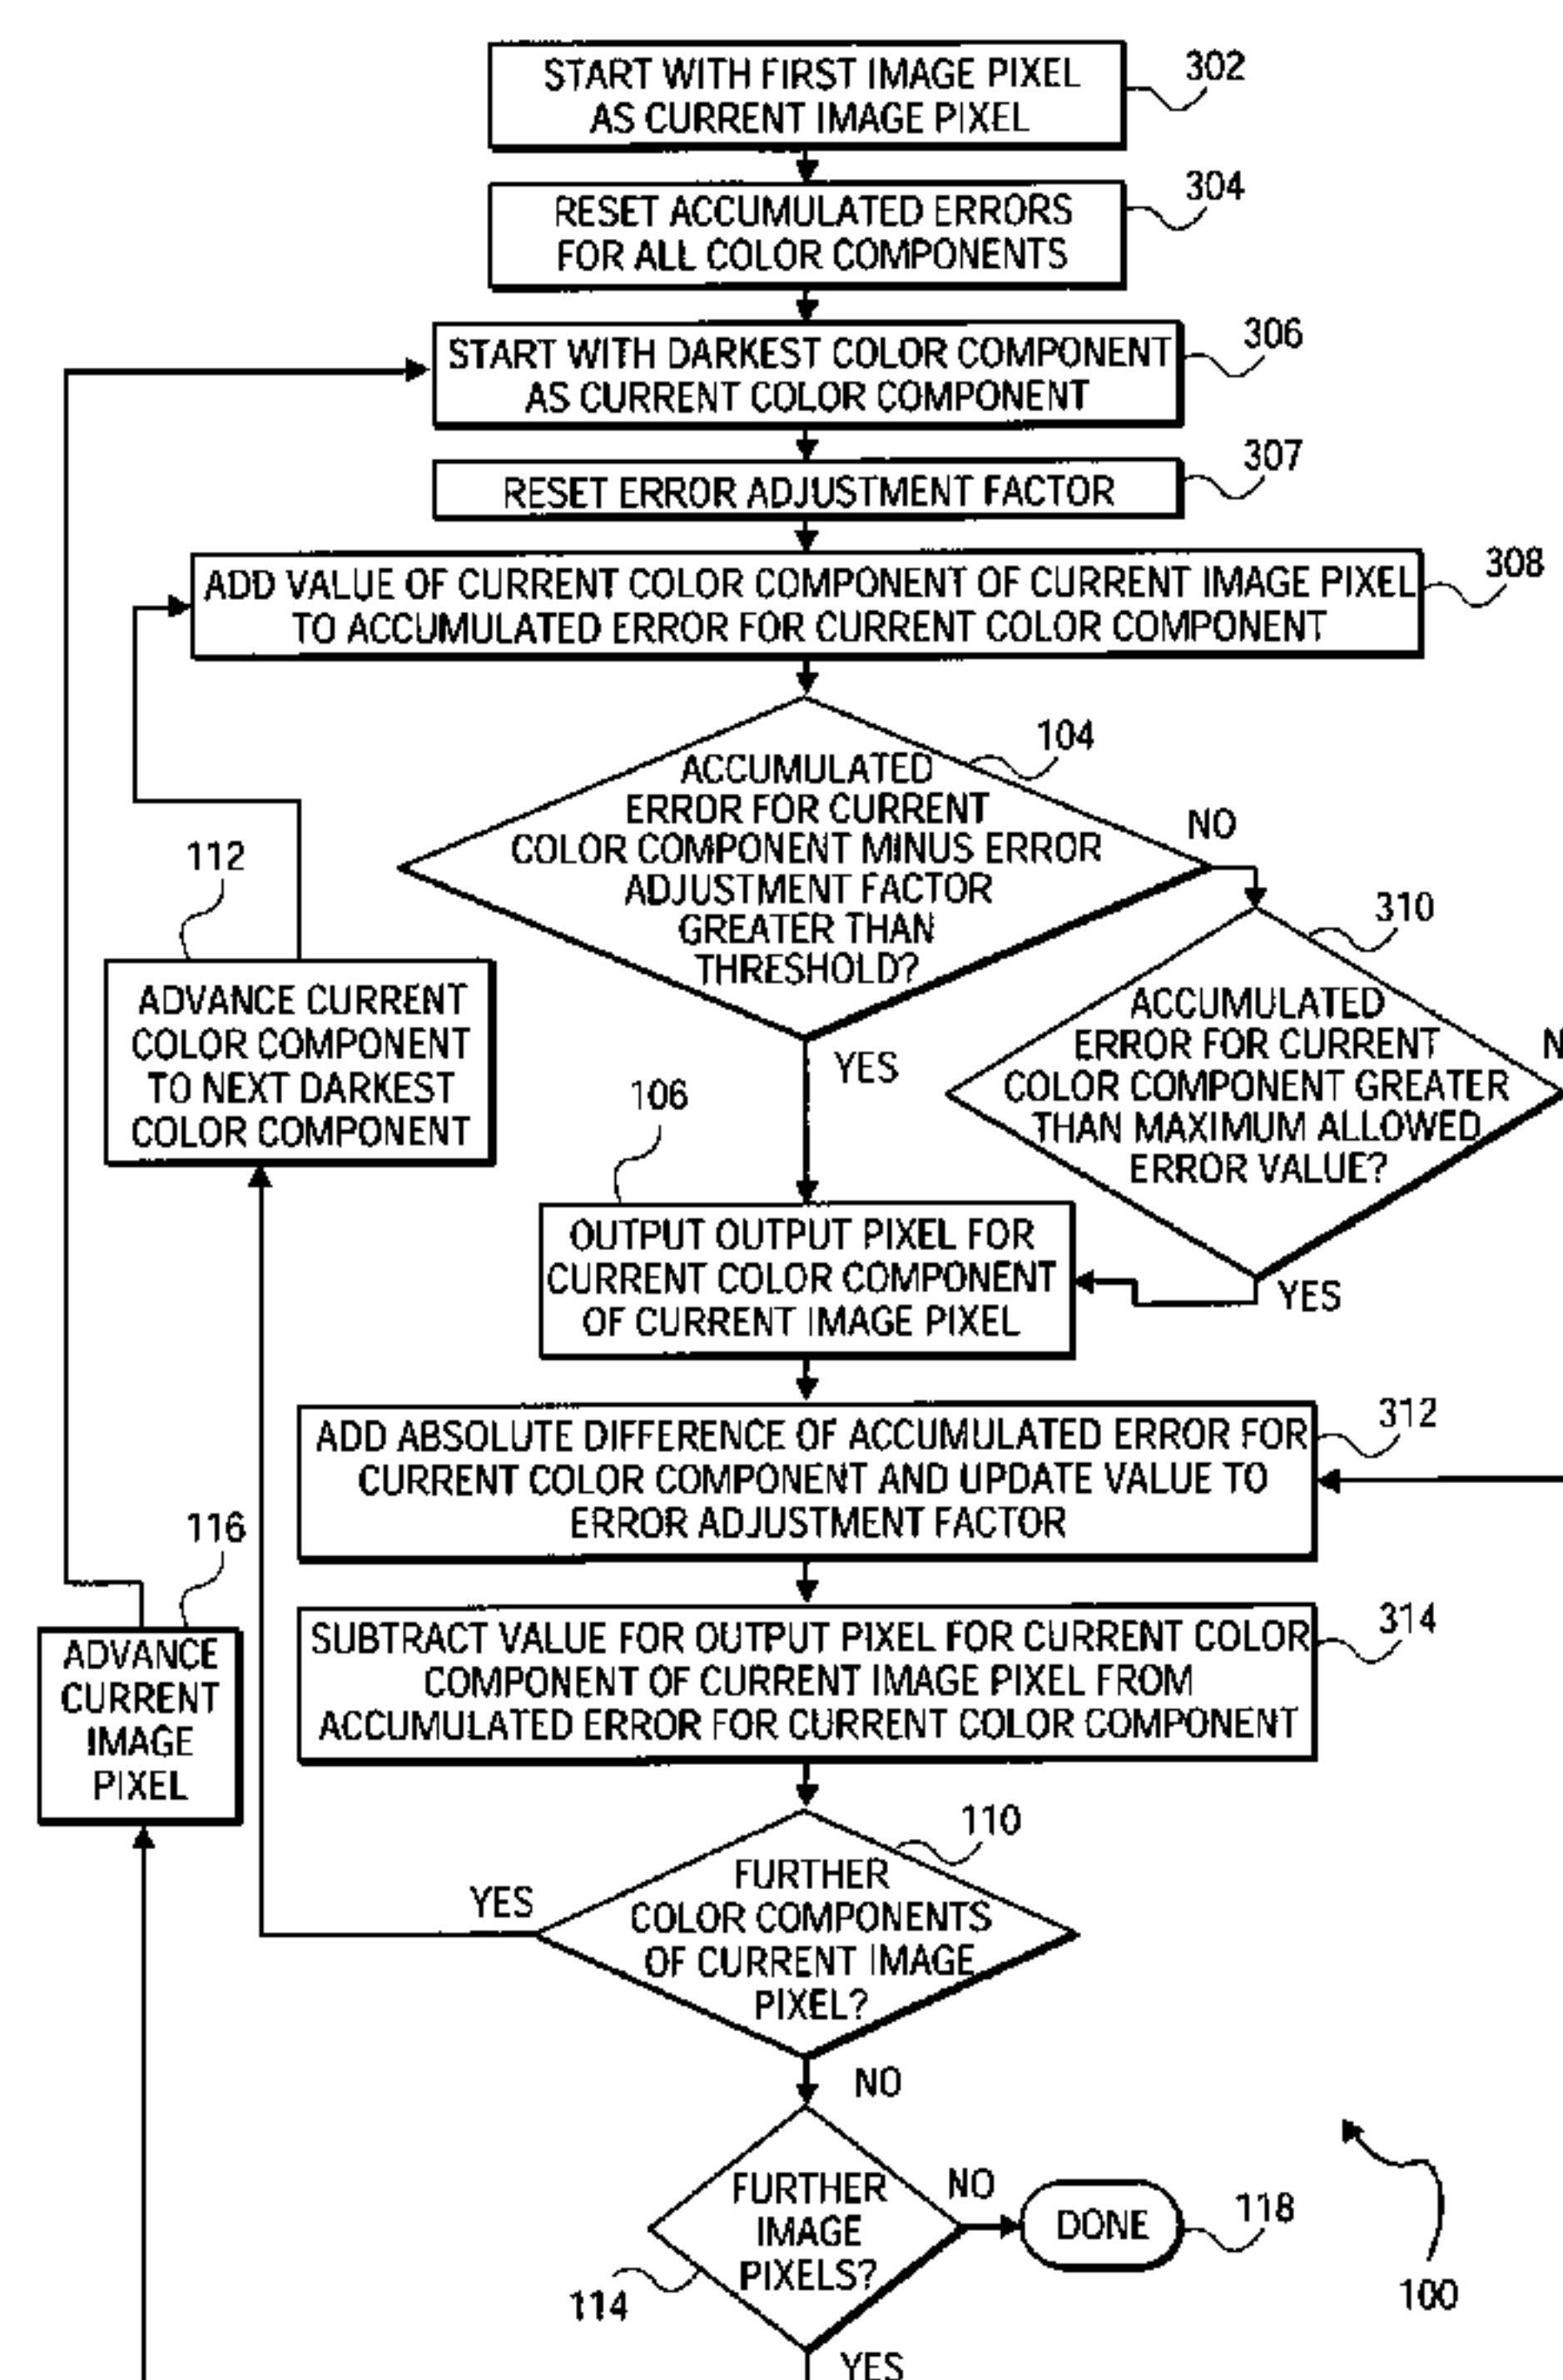 START WITH FIRST IMAGE PIXEL
AS CURRENT IMAGE PIXEL
302
RESET ACCUMULATED ERRORS
FOR ALL COLOR COMPONENTS
304
START WITH DARKEST COLOR COMPONENT
AS CURRENT COLOR COMPONENT
306
RESET ERROR ADJUSTMENT FACTOR
307
ADD VALUE OF CURRENT COLOR COMPONENT OF CURRENT IMAGE PIXEL
TO ACCUMULATED ERROR FOR CURRENT COLOR COMPONENT
308
ACCUMULATED
ERROR FOR CURRENT
COLOR COMPONENT MINUS ERROR
ADJUSTMENT FACTOR
GREATER THAN
THRESHOLD?
104
NO
YES
112
ADVANCE CURRENT
COLOR COMPONENT
TO NEXT DARKEST
COLOR COMPONENT
310
ACCUMULATED
ERROR FOR CURRENT
COLOR COMPONENT GREATER
THAN MAXIMUM ALLOWED
ERROR VALUE?
YES
106
OUTPUT OUTPUT PIXEL FOR
CURRENT COLOR COMPONENT
OF CURRENT IMAGE PIXEL
ADD ABSOLUTE DIFFERENCE OF ACCUMULATED ERROR FOR
CURRENT COLOR COMPONENT AND UPDATE VALUE TO
ERROR ADJUSTMENT FACTOR
312
116
ADVANCE
CURRENT
IMAGE
PIXEL
SUBTRACT VALUE FOR OUTPUT PIXEL FOR CURRENT COLOR
COMPONENT OF CURRENT IMAGE PIXEL FROM
ACCUMULATED ERROR FOR CURRENT COLOR COMPONENT
314
FURTHER
COLOR COMPONENTS
OF CURRENT IMAGE
PIXEL?
110
YES
NO
FURTHER
IMAGE
PIXELS?
114
NO
DONE
118
YES
100